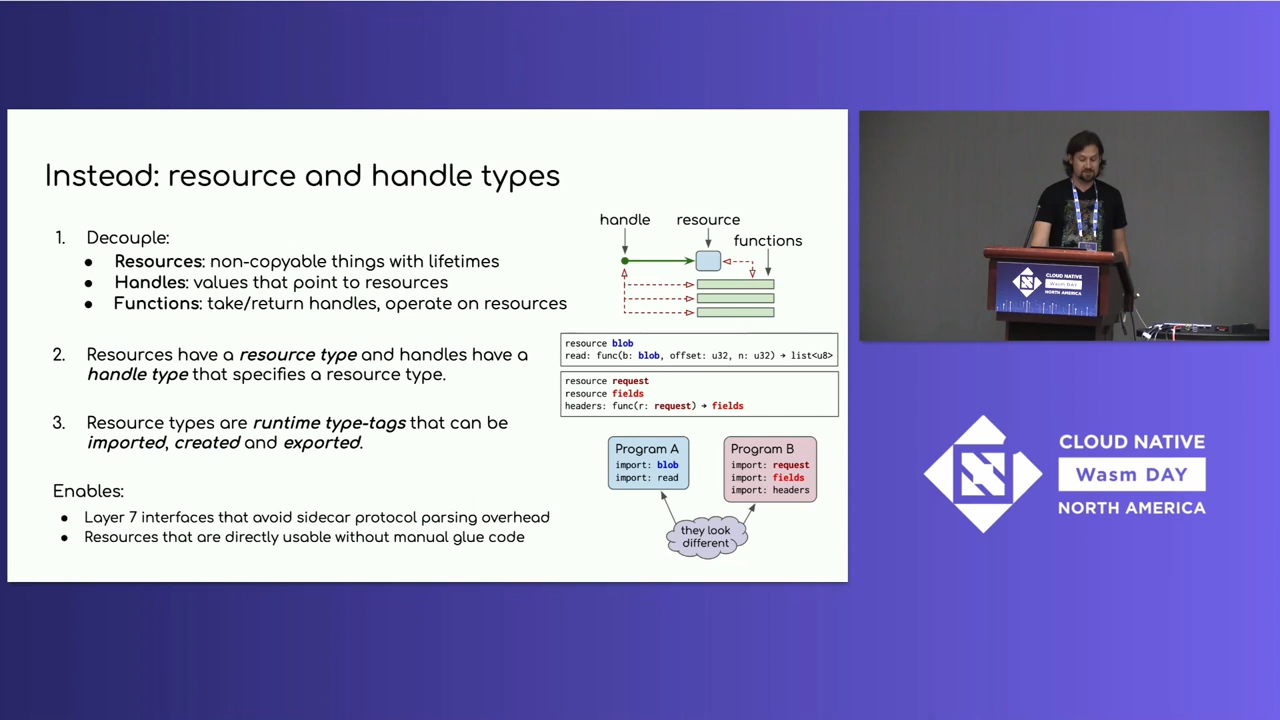 Instead: resource and handle types
1. Decouple:
● Resources: non-copyable things with lifetimes
● Handles: values that point to resources
● Functions: take/return handles, operate on resources
2. Resources have a resource type and handles have a
handle type that specifies a resource type.
3. Resource types are runtime type-tags that can be
imported, created and exported.
Enables:
● Layer 7 interfaces that avoid sidecar protocol parsing overhead
● Resources that are directly usable without manual glue code
handle resource
functions
resource blob
read: func(b: blob, offset: u32, n: u32) → list<u8>
resource request
resource fields
headers: func(r: request) → fields
Program A
import: blob
import: read
Program B
import: request
import: fields
import: headers
they look
different
CLOUD NATIVE
Wasm DAY
NORTH AMERICA
CLOUD NATIVE
Wasm DAY
NORTH AMERICA